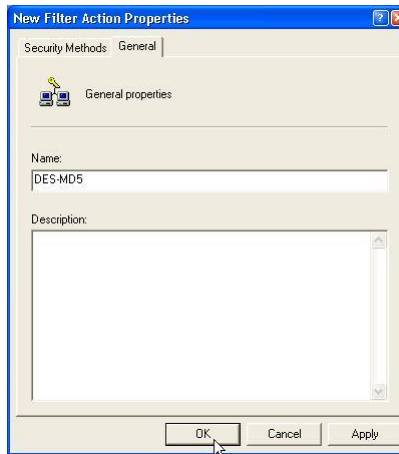 New Filter Action Properties
Security Methods General
General properties
Name:
DES-MD5
Description:
OK Cancel Apply